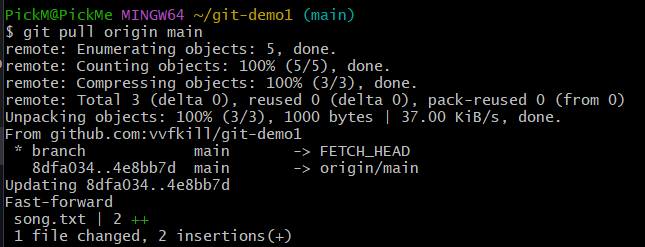 PickM@PickMe MINGW64 ~/git-demo1 (main)
$ git pull origin main
remote: Enumerating objects: 5, done.
remote: Counting objects: 100% (5/5), done.
remote: Compressing objects: 100% (3/3), done.
remote: Total 3 (delta 0), reused 0 (delta 0), pack-reused 0 (from 0)
Unpacking objects: 100% (3/3), 1000 bytes | 37.00 KiB/s, done.
From github.com:vvfkill/git-demo1
 * branch            main       -> FETCH_HEAD
   8dfa034..4e8bb7d  main       -> origin/main
Updating 8dfa034..4e8bb7d
Fast-forward
 song.txt | 2 ++
 1 file changed, 2 insertions(+)